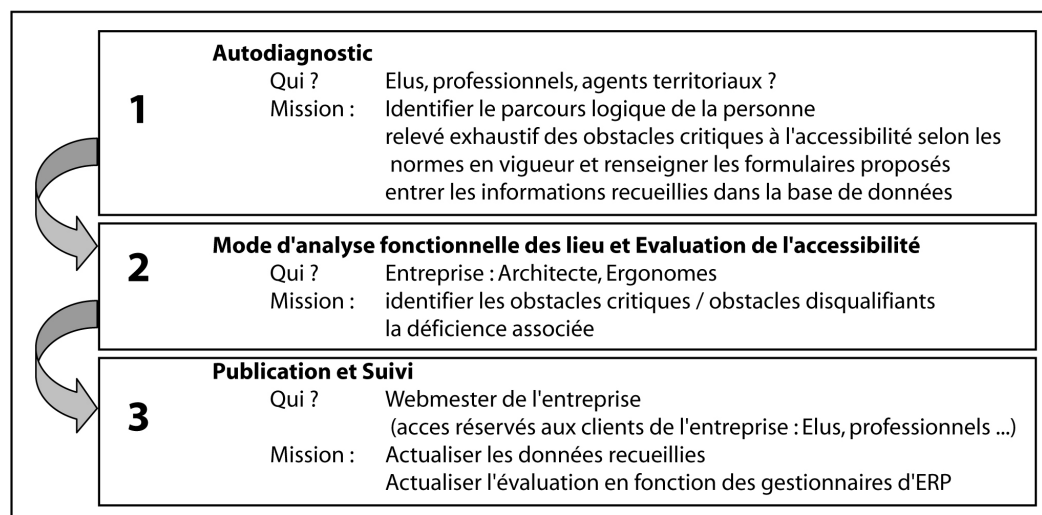 1
Autodiagnostic
Qui ? Elus, professionnels, agents territoriaux ?
Mission : Identifier le parcours logique de la personne
relevé exhaustif des obstacles critiques à l'accessibilité selon les
normes en vigueur et renseigner les formulaires proposés
entrer les informations recueillies dans la base de données
2
Mode d'analyse fonctionnelle des lieu et Evaluation de l'accessibilité
Qui ? Entreprise : Architecte, Ergonomes
Mission : identifier les obstacles critiques / obstacles disqualifiants
la déficience associée
3
Publication et Suivi
Qui ? Webmester de l'entreprise
(acces réservés aux clients de l'entreprise : Elus, professionnels ...)
Mission : Actualiser les données recueillies
Actualiser l'évaluation en fonction des gestionnaires d'ERP